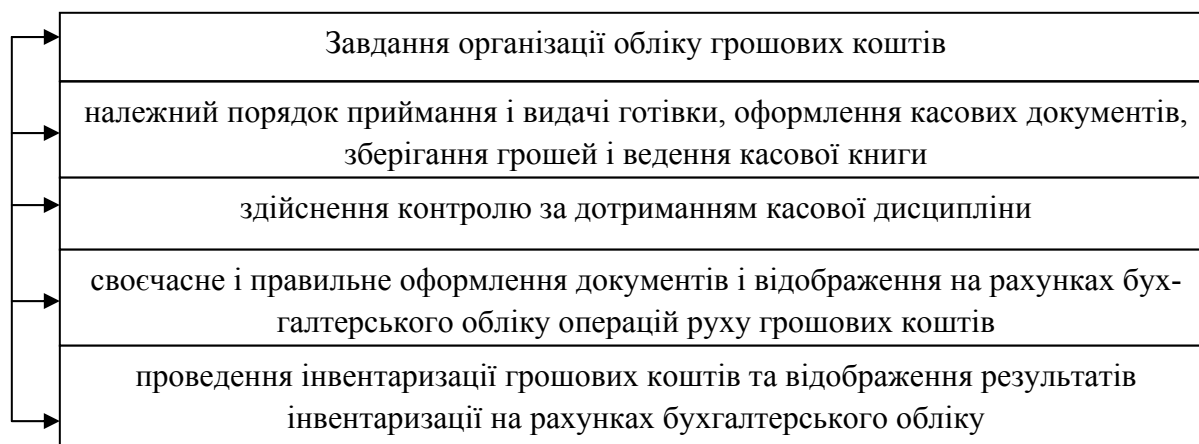 Завдання організації обліку грошових коштів
належний порядок приймання і видачі готівки, оформлення касових документів,
зберігання грошей і ведення касової книги
здійснення контролю за дотриманням касової дисципліни
своєчасне і правильне оформлення документів і відображення на рахунках бух-
галтерського обліку операцій руху грошових коштів
проведення інвентаризації грошових коштів та відображення результатів
інвентаризації на рахунках бухгалтерського обліку